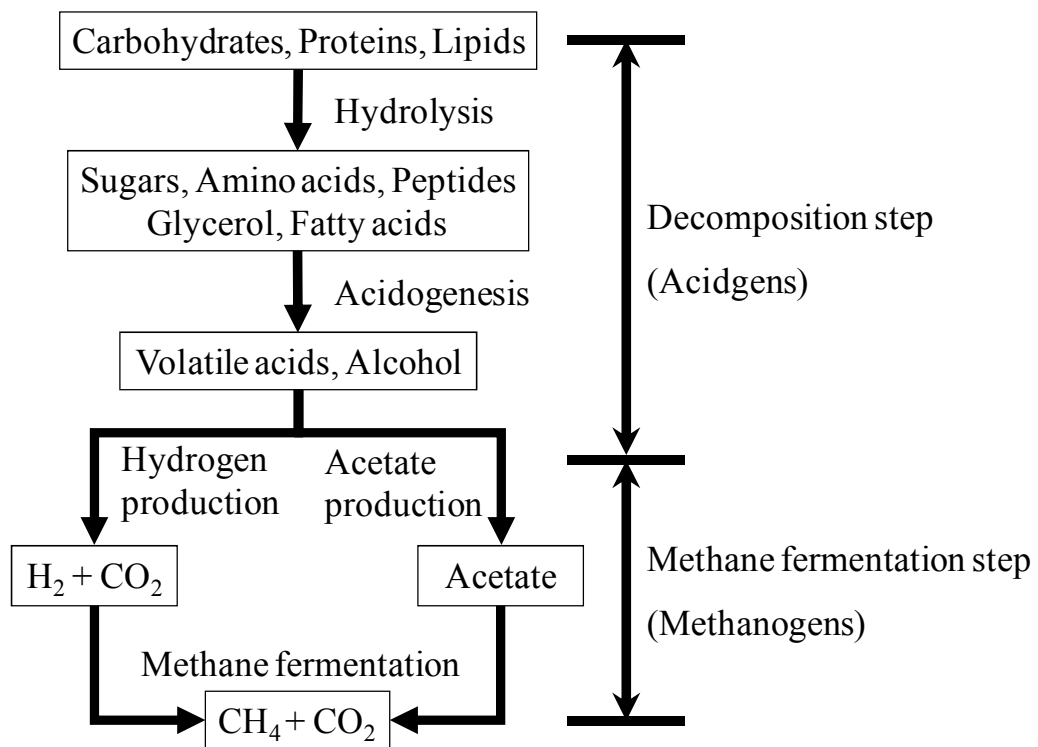 Carbohydrates, Proteins, Lipids
Hydrolysis
Sugars, Amino acids, Peptides
Glycerol, Fatty acids
Acidogenesis
Volatile acids, Alcohol
Hydrogen
production
Acetate
production
H₂ + CO₂
Acetate
Methane fermentation
CH₄ + CO₂
Decomposition step
(Acidgens)
Methane fermentation step
(Methanogens)